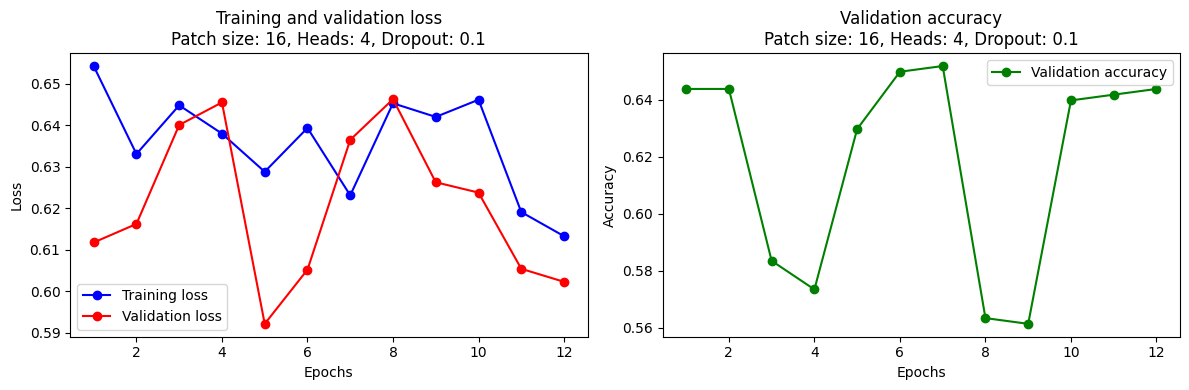 Training and validation loss
Patch size: 16, Heads: 4, Dropout: 0.1
0.65
0.64
0.63
0.62
0.61
0.60
0.59
Loss
Training loss
Validation loss
2
4
6
8
10
12
Epochs
Validation accuracy
Patch size: 16, Heads: 4, Dropout: 0.1
Validation accuracy
0.64
0.62
0.60
0.58
0.56
Accuracy
2
4
6
8
10
12
Epochs